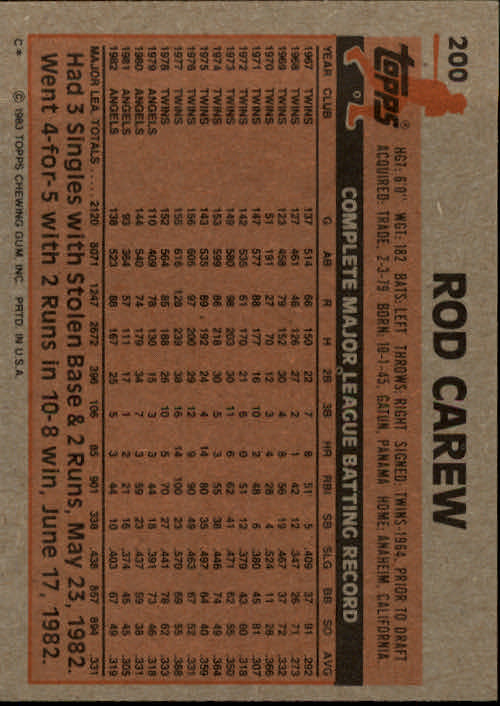 200
topps®
ROD CAREW
HGT: 6'0" WGT: 182 BATS: LEFT THROWS: RIGHT SIGNED: TWINS-1964, PRIOR TO DRAFT
ACQUIRED: TRADE, 2-3-79 BORN: 10-1-45, GATUN, PANAMA HOME: ANAHEIM, CALIFORNIA
COMPLETE MAJOR LEAGUE BATTING RECORD
YEAR CLUB G AB R H 2B 3B HR RBI SB SLG BB SO AVG
1967 TWINS 137 514 66 150 22 7 8 51 5 .409 37 91 .292
1968 TWINS 127 461 46 126 27 2 1 42 12 .347 26 71 .273
1969 TWINS 123 458 79 152 30 4 8 56 19 .467 37 72 .332
1970 TWINS 51 191 27 70 12 3 4 28 4 .524 11 28 .366
1971 TWINS 147 577 88 177 16 10 2 48 6 .380 45 81 .307
1972 TWINS 142 535 61 170 21 6 0 51 12 .379 43 60 .318
1973 TWINS 149 580 98 203 30 11 6 62 41 .471 62 55 .350
1974 TWINS 153 599 86 218 30 5 3 55 38 .446 74 49 .364
1975 TWINS 143 535 89 192 24 4 14 80 35 .497 64 40 .359
1976 TWINS 156 605 97 200 29 12 9 90 49 .463 67 52 .331
1977 TWINS 155 616 128 239 38 16 14 100 23 .570 69 55 .388
1978 TWINS 152 564 85 188 26 10 5 70 27 .441 78 62 .333
1979 ANGELS 110 409 78 130 15 3 3 44 18 .391 73 46 .318
1980 ANGELS 144 540 74 179 34 7 3 59 23 .437 59 38 .331
1981 ANGELS 93 364 57 111 17 1 2 21 16 .374 45 45 .305
1982 ANGELS 138 523 88 167 25 5 3 44 10 .403 67 49 .319
MAJOR LEA. TOTALS ..... 2120 8071 1247 2672 396 106 85 901 338 .438 857 894 .331
Had 3 Singles with Stolen Base & 2 Runs, May 23, 1982.
Went 4-for-5 with 2 Runs in 10-8 win, June 17, 1982.
C* © 1983 TOPPS CHEWING GUM, INC. PRTD. IN U.S.A.